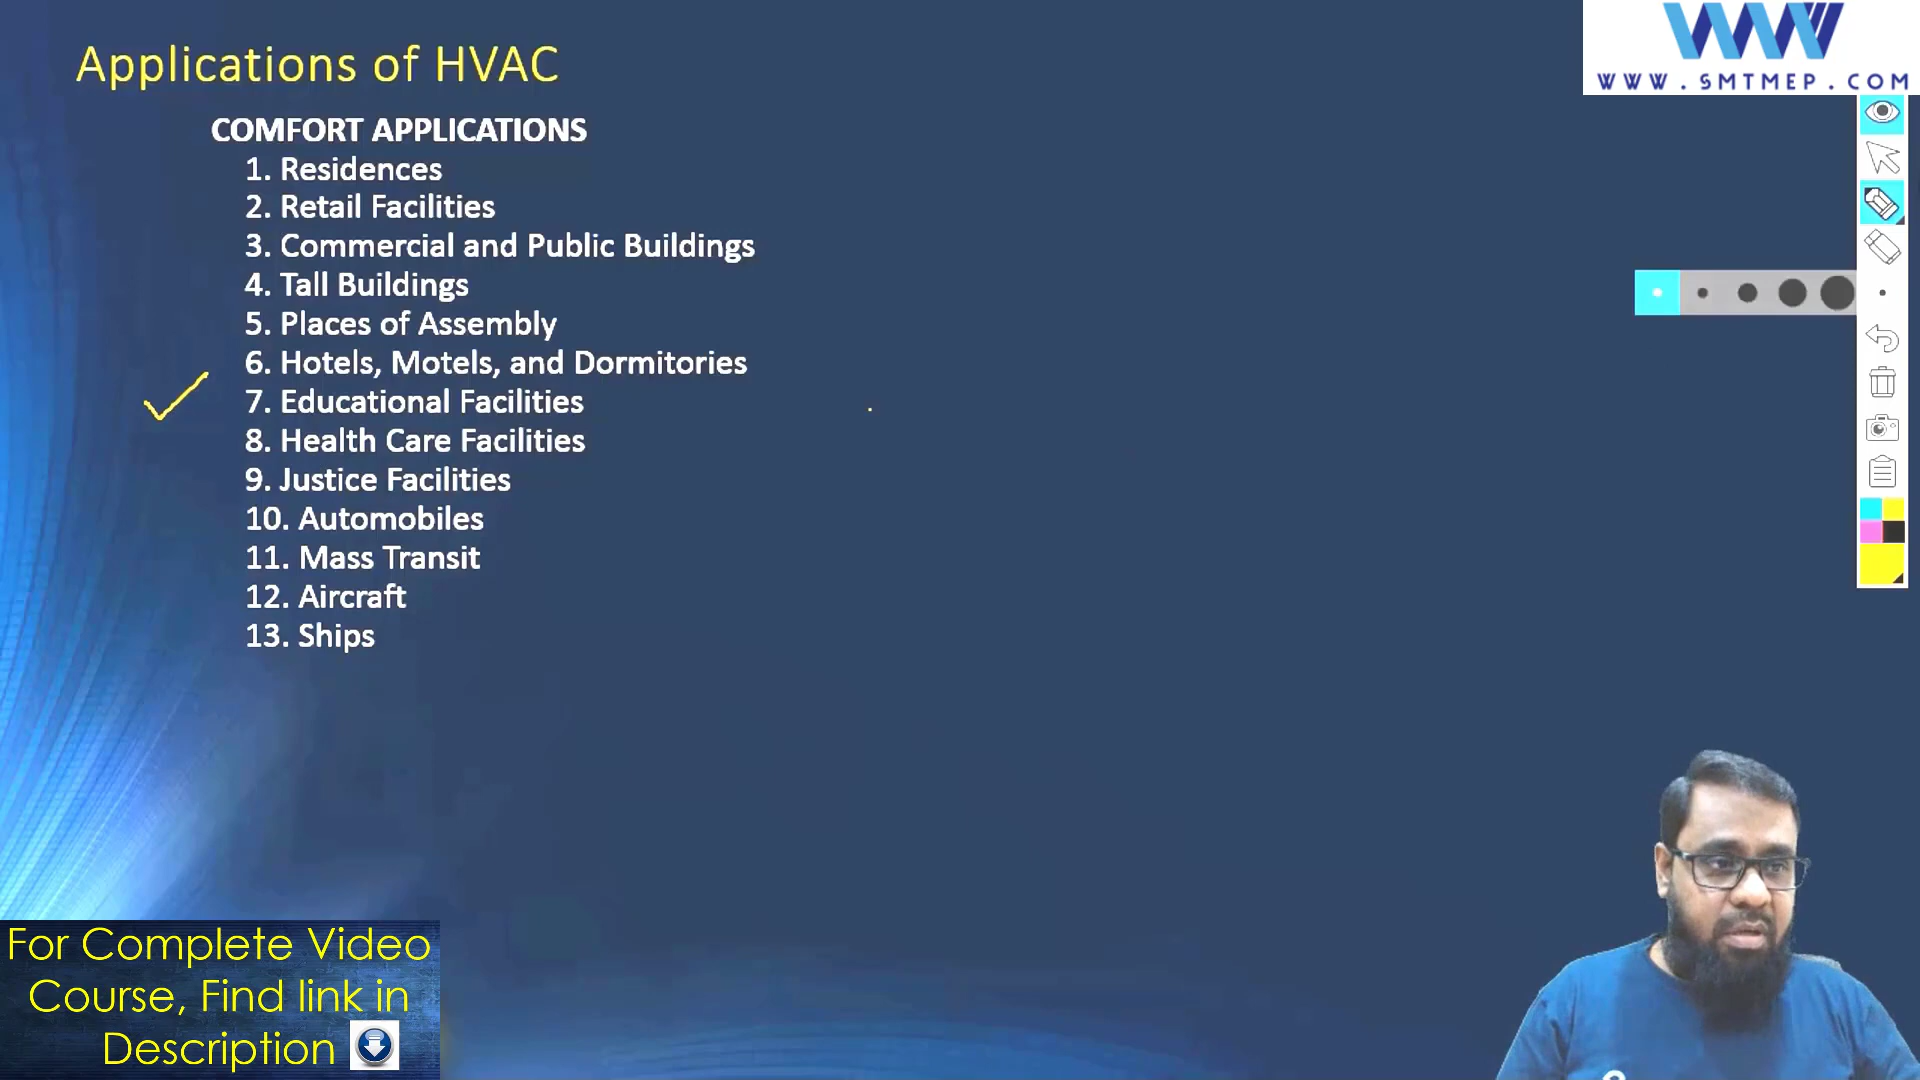 Applications of HVAC
COMFORT APPLICATIONS
1. Residences
2. Retail Facilities
3. Commercial and Public Buildings
4. Tall Buildings
5. Places of Assembly
6. Hotels, Motels, and Dormitories
7. Educational Facilities
8. Health Care Facilities
9. Justice Facilities
10. Automobiles
11. Mass Transit
12. Aircraft
13. Ships
WWW.SMTMEP.COM
For Complete Video
Course, Find link in
Description